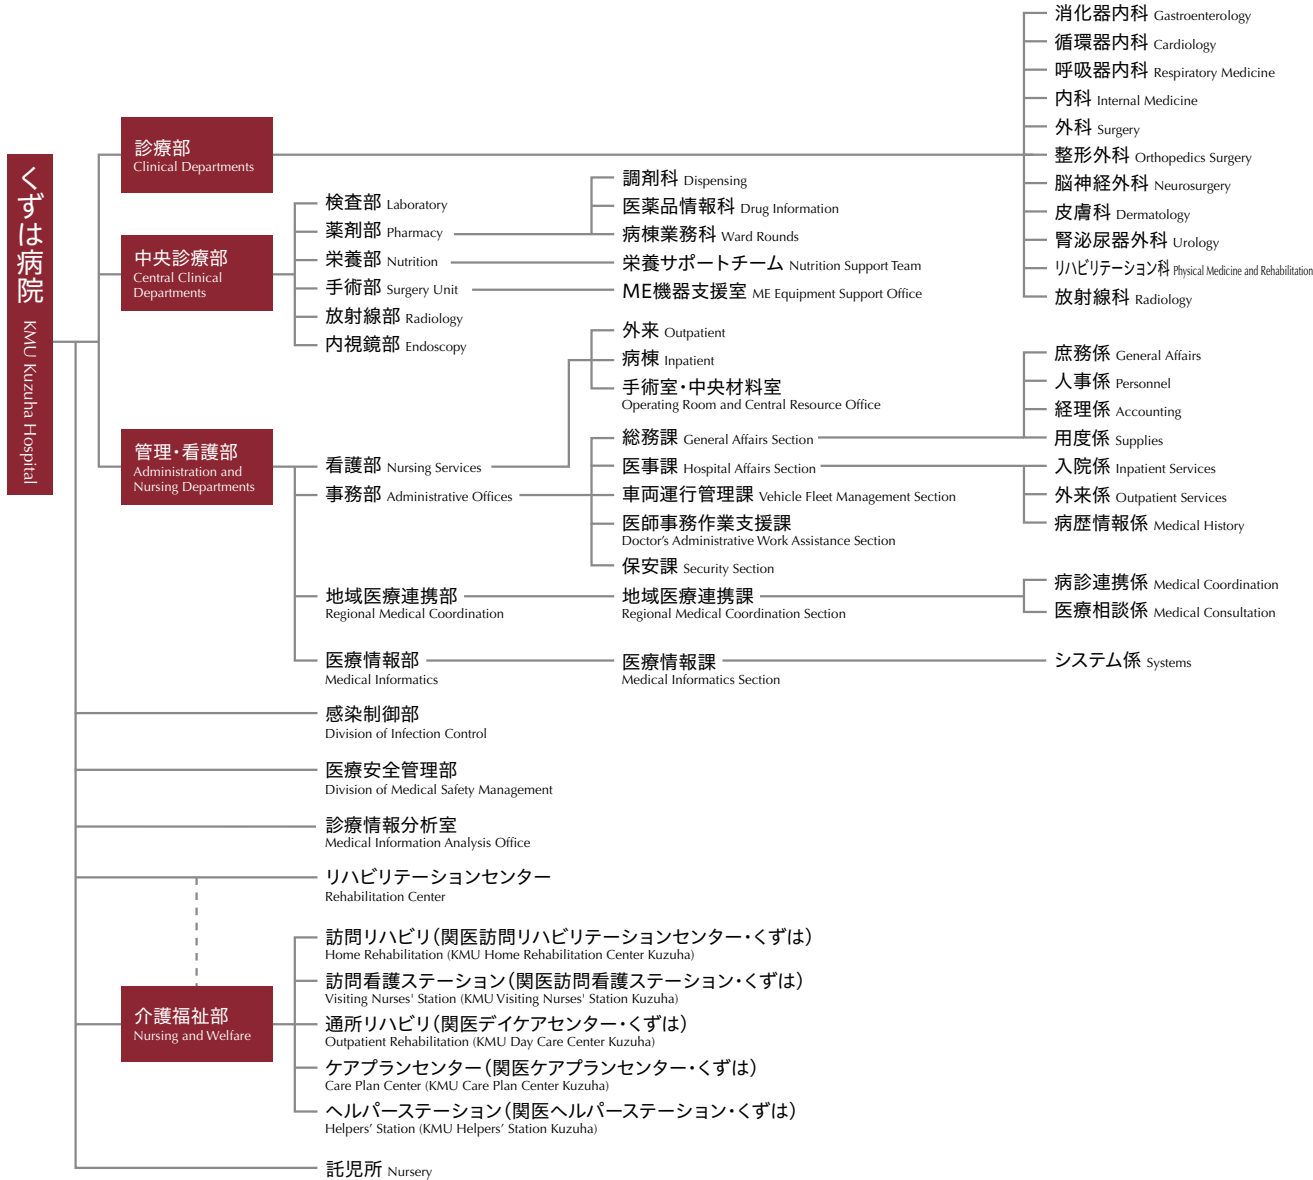 くずは病院 KMU Kuzuha Hospital
診療部
Clinical Departments
消化器内科 Gastroenterology
循環器内科 Cardiology
呼吸器内科 Respiratory Medicine
内科 Internal Medicine
外科 Surgery
整形外科 Orthopedics Surgery
脳神経外科 Neurosurgery
皮膚科 Dermatology
腎泌尿器外科 Urology
リハビリテーション科 Physical Medicine and Rehabilitation
放射線科 Radiology
中央診療部
Central Clinical
Departments
検査部 Laboratory
薬剤部 Pharmacy
調剤科 Dispensing
医薬品情報科 Drug Information
病棟業務科 Ward Rounds
栄養部 Nutrition
栄養サポートチーム Nutrition Support Team
手術部 Surgery Unit
ME機器支援室 ME Equipment Support Office
放射線部 Radiology
内視鏡部 Endoscopy
管理・看護部
Administration and
Nursing Departments
看護部 Nursing Services
外来 Outpatient
病棟 Inpatient
手術室・中央材料室
Operating Room and Central Resource Office
事務部 Administrative Offices
総務課 General Affairs Section
庶務係 General Affairs
人事係 Personnel
経理係 Accounting
用度係 Supplies
医事課 Hospital Affairs Section
入院係 Inpatient Services
外来係 Outpatient Services
病歴情報係 Medical History
車両運行管理課 Vehicle Fleet Management Section
医師事務作業支援課
Doctor's Administrative Work Assistance Section
保安課 Security Section
地域医療連携部
Regional Medical Coordination
地域医療連携課
Regional Medical Coordination Section
病診連携係 Medical Coordination
医療相談係 Medical Consultation
医療情報部
Medical Informatics
医療情報課
Medical Informatics Section
システム係 Systems
感染制御部
Division of Infection Control
医療安全管理部
Division of Medical Safety Management
診療情報分析室
Medical Information Analysis Office
リハビリテーションセンター
Rehabilitation Center
介護福祉部
Nursing and Welfare
訪問リハビリ（関医訪問リハビリテーションセンター・くずは）
Home Rehabilitation (KMU Home Rehabilitation Center Kuzuha)
訪問看護ステーション（関医訪問看護ステーション・くずは）
Visiting Nurses' Station (KMU Visiting Nurses' Station Kuzuha)
通所リハビリ（関医デイケアセンター・くずは）
Outpatient Rehabilitation (KMU Day Care Center Kuzuha)
ケアプランセンター（関医ケアプランセンター・くずは）
Care Plan Center (KMU Care Plan Center Kuzuha)
ヘルパーステーション（関医ヘルパーステーション・くずは）
Helpers' Station (KMU Helpers' Station Kuzuha)
託児所 Nursery